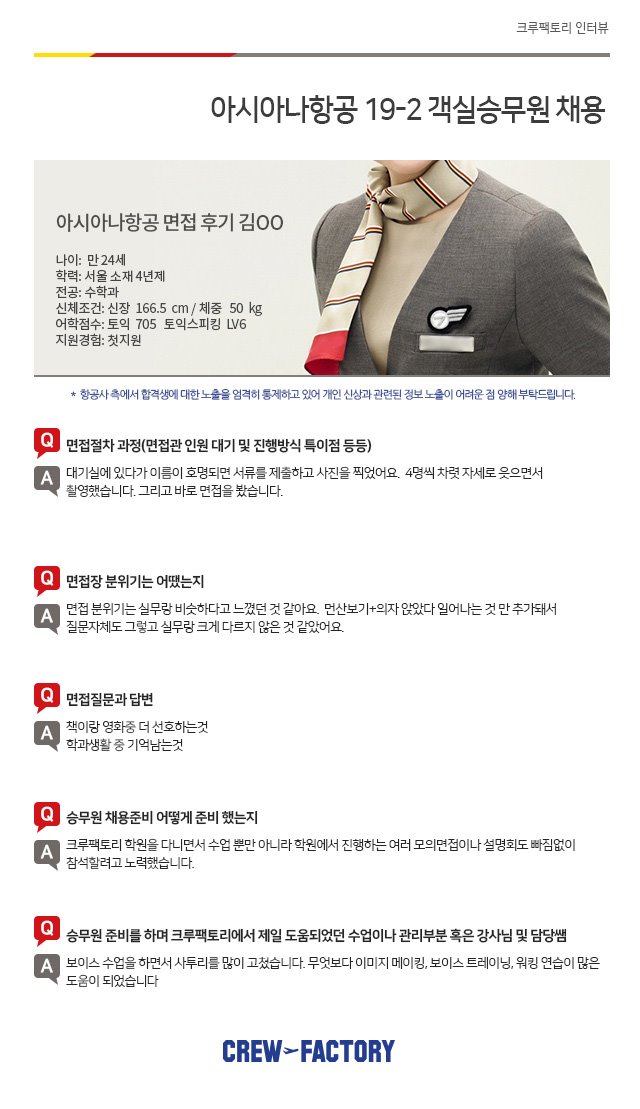 크루팩토리 인터뷰
아시아나항공 19-2 객실승무원 채용
아시아나항공 면접 후기 김OO
나이: 만 24세
학력: 서울 소재 4년제
전공: 수학과
신체조건: 신장 166.5 cm / 체중 50 kg
어학점수: 토익 705 토익스피킹 LV6
지원경험: 첫지원
* 항공사 측에서 합격생에 대한 노출을 엄격히 통제하고 있어 개인 신상과 관련된 정보 노출이 어려운 점 양해 부탁드립니다.
Q 면접절차 과정(면접관 인원 대기 및 진행방식 특이점 등등)
A 대기실에 있다가 이름이 호명되면 서류를 제출하고 사진을 찍었어요. 4명씩 차렷 자세로 웃으면서
촬영했습니다. 그리고 바로 면접을 봤습니다.
Q 면접장 분위기는 어땠는지
A 면접 분위기는 실무랑 비슷하다고 느꼈던 것 같아요. 먼산보기+의자 앉았다 일어나는 것 만 추가돼서
질문자체도 그렇고 실무랑 크게 다르지 않은 것 같았어요.
Q 면접질문과 답변
A 책이랑 영화중 더 선호하는것
학과생활 중 기억남는것
Q 승무원 채용준비 어떻게 준비 했는지
A 크루팩토리 학원을 다니면서 수업 뿐만 아니라 학원에서 진행하는 여러 모의면접이나 설명회도 빠짐없이
참석할려고 노력했습니다.
Q 승무원 준비를 하며 크루팩토리에서 제일 도움되었던 수업이나 관리부분 혹은 강사님 및 담당쌤
A 보이스 수업을 하면서 사투리를 많이 고쳤습니다. 무엇보다 이미지 메이킹, 보이스 트레이닝, 워킹 연습이 많은
도움이 되었습니다
CREW FACTORY